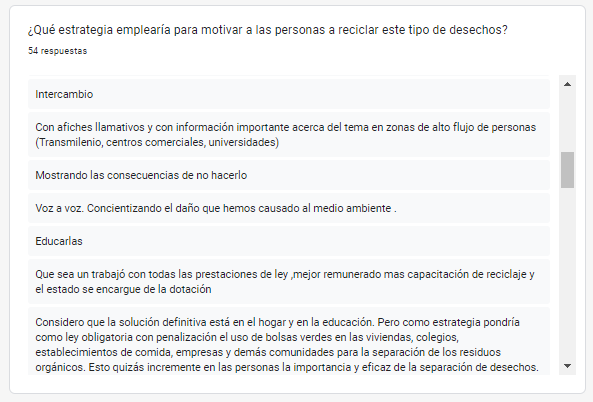 ¿Qué estrategia emplearía para motivar a las personas a reciclar este tipo de desechos?
54 respuestas
Intercambio
Con afiches llamativos y con información importante acerca del tema en zonas de alto flujo de personas
(Transmilenio, centros comerciales, universidades)
Mostrando las consecuencias de no hacerlo
Voz a voz. Concientizando el daño que hemos causado al medio ambiente .
Educarlas
Que sea un trabajó con todas las prestaciones de ley ,mejor remunerado mas capacitación de reciclaje y
el estado se encargue de la dotación
Considero que la solución definitiva está en el hogar y en la educación. Pero como estrategia pondría
como ley obligatoria con penalización el uso de bolsas verdes en las viviendas, colegios,
establecimientos de comida, empresas y demás comunidades para la separación de los residuos
orgánicos. Esto quizás incremente en las personas la importancia y eficaz de la separación de desechos.